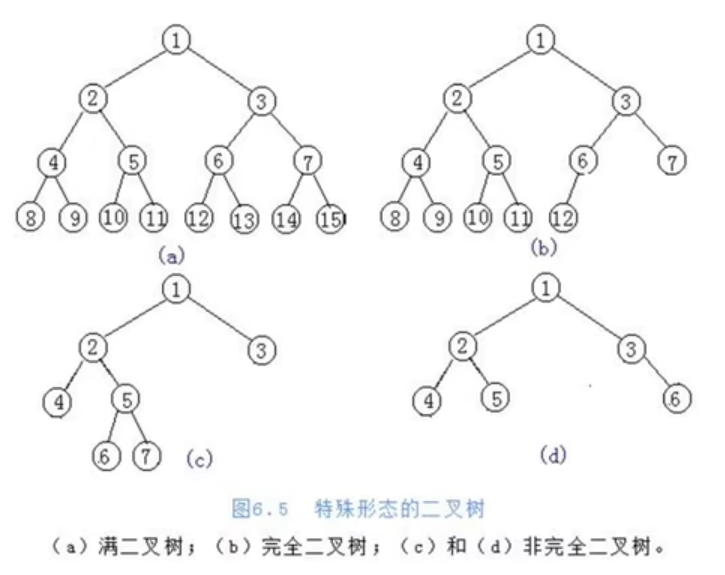 1 1
2 3 2 3
4 5 6 7 4 5 6 7
8 9 10 11 12 13 14 15 8 9 10 11 12
(a) (b)
1 1
2 3 2 3
4 5 4 5 6
6 7 (c) (d)
图6.5 特殊形态的二叉树
(a)满二叉树；(b)完全二叉树；(c)和(d)非完全二叉树。